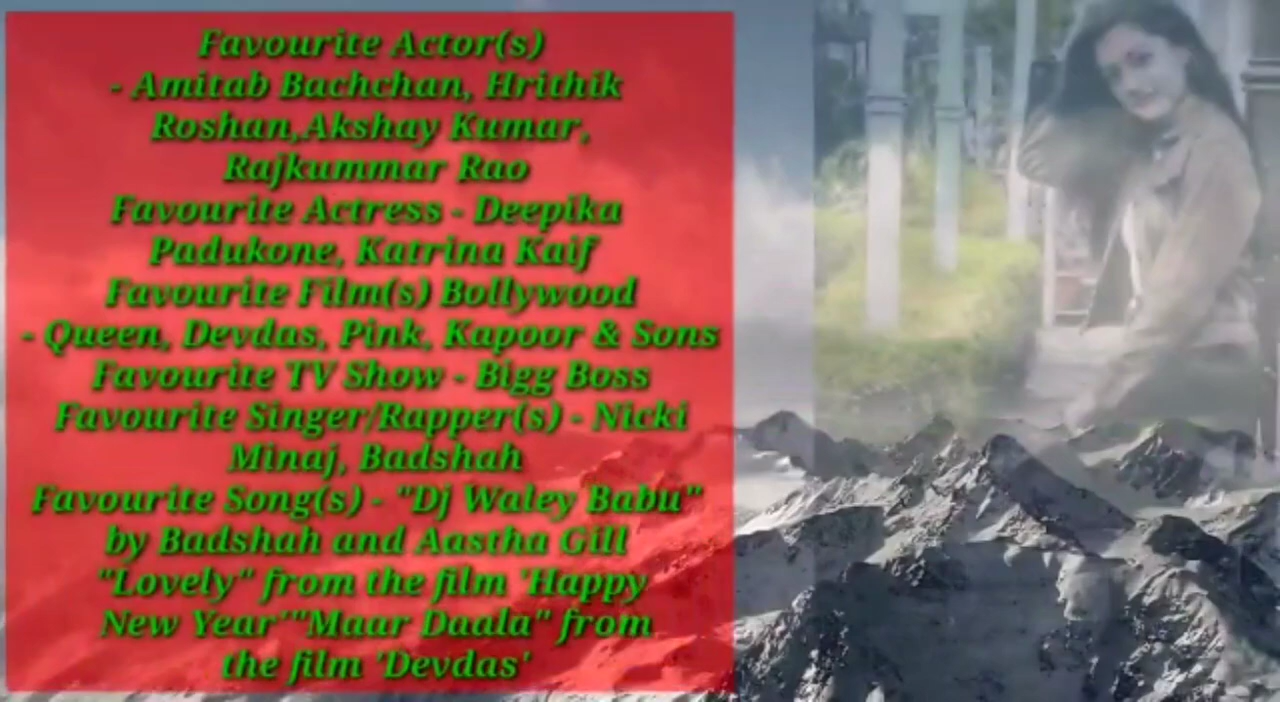 Favourite Actor(s)
- Amitab Bachchan, Hrithik
Roshan,Akshay Kumar,
Rajkummar Rao
Favourite Actress - Deepika
Padukone, Katrina Kaif
Favourite Film(s) Bollywood
- Queen, Devdas, Pink, Kapoor & Sons
Favourite TV Show - Bigg Boss
Favourite Singer/Rapper(s) - Nicki
Minaj, Badshah
Favourite Song(s) - "Dj Waley Babu"
by Badshah and Aastha Gill
"Lovely" from the film 'Happy
New Year'"Maar Daala" from
the film 'Devdas'